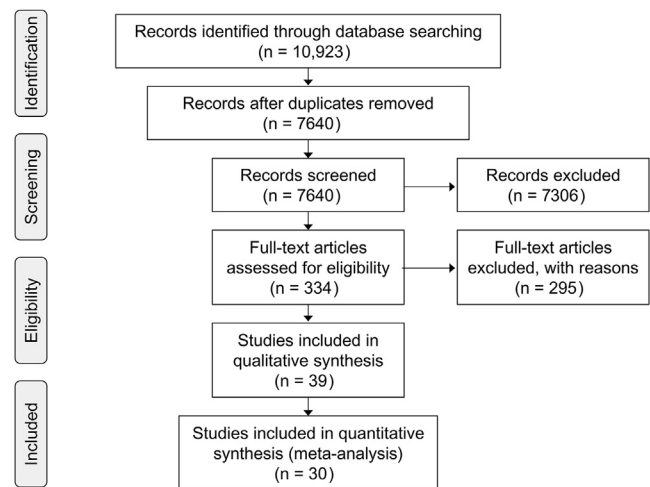 Identification
Records identified through database searching
(n = 10,923)
Records after duplicates removed
(n = 7640)
Screening
Records screened
(n = 7640)
Records excluded
(n = 7306)
Eligibility
Full-text articles
assessed for eligibility
(n = 334)
Full-text articles
excluded, with reasons
(n = 295)
Studies included in
qualitative synthesis
(n = 39)
Included
Studies included in quantitative
synthesis (meta-analysis)
(n = 30)